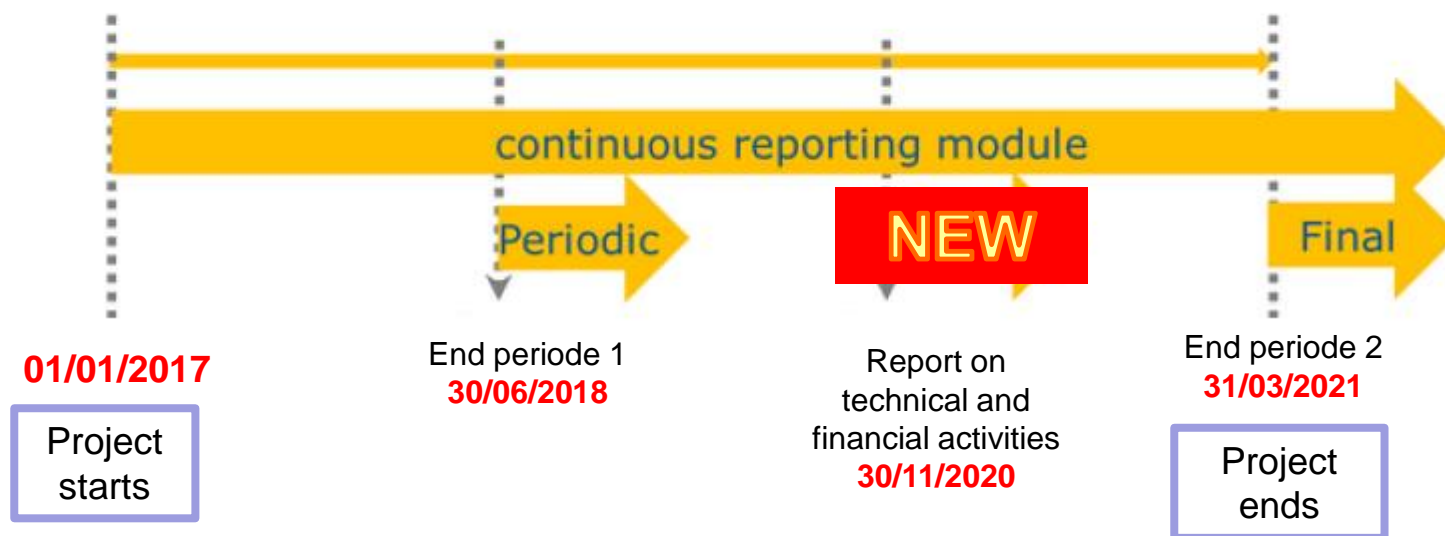 continuous reporting module
Periodic
NEW
Final
01/01/2017
Project
starts
End periode 1
30/06/2018
Report on
technical and
financial activities
30/11/2020
End periode 2
31/03/2021
Project
ends